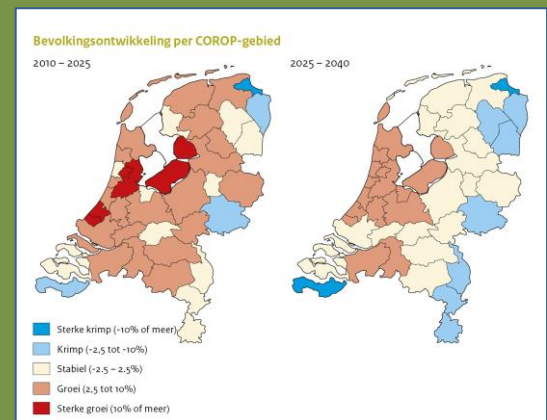 Bevolkingsontwikkeling per COROP-gebied
2010 – 2025
2025 – 2040
Sterke krimp (-10% of meer)
Krimp (-2,5 tot -10%)
Stabiel (-2.5 – 2.5%)
Groei (2,5 tot 10%)
Sterke groei (10% of meer)